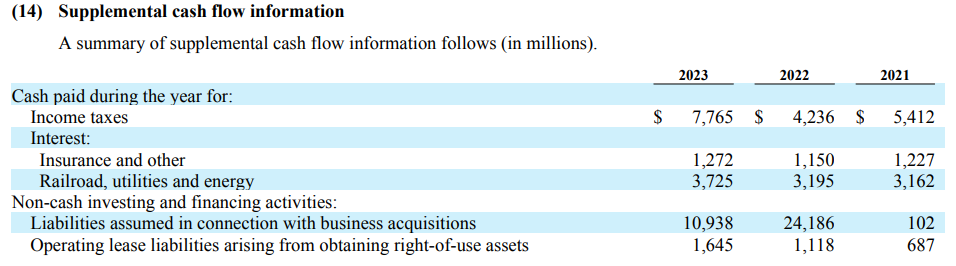 (14) Supplemental cash flow information
A summary of supplemental cash flow information follows (in millions).
2023 2022 2021
Cash paid during the year for:
Income taxes $ 7,765 $ 4,236 $ 5,412
Interest:
Insurance and other 1,272 1,150 1,227
Railroad, utilities and energy 3,725 3,195 3,162
Non-cash investing and financing activities:
Liabilities assumed in connection with business acquisitions 10,938 24,186 102
Operating lease liabilities arising from obtaining right-of-use assets 1,645 1,118 687